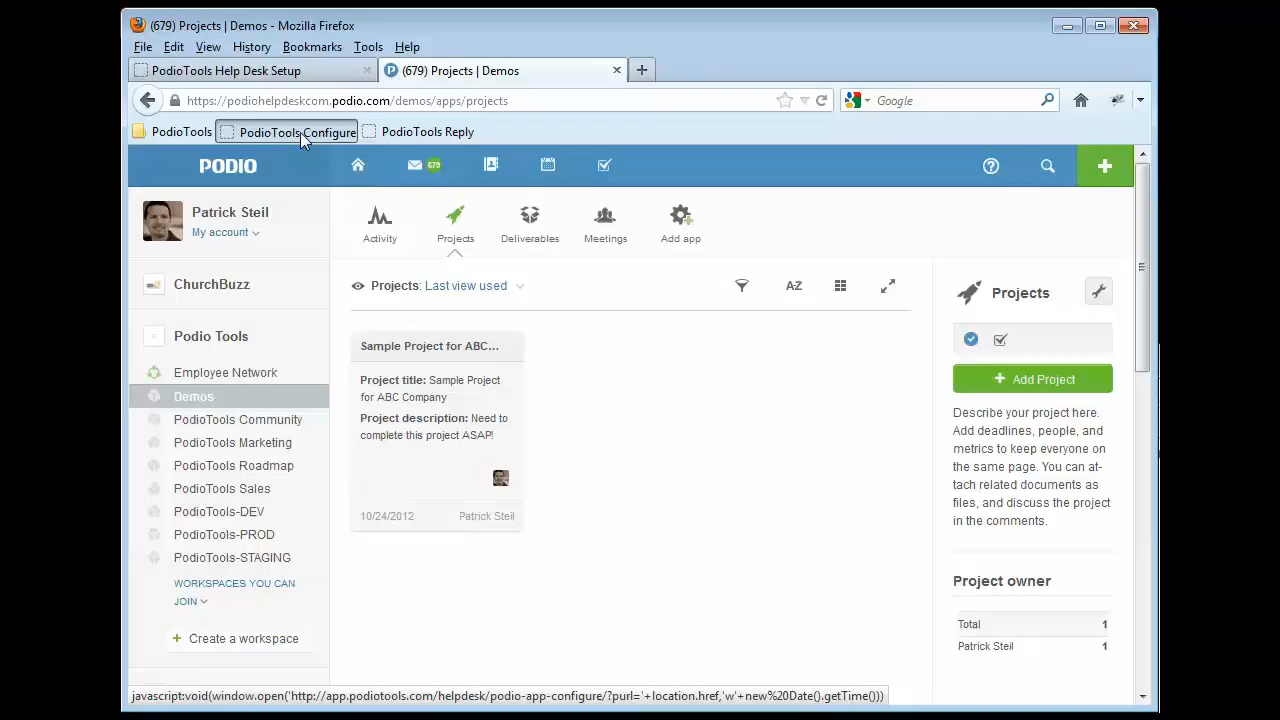 (679) Projects | Demos - Mozilla Firefox
File Edit View History Bookmarks Tools Help
PodioTools Help Desk Setup
(679) Projects | Demos
https://podiohelpdeskcom.podio.com/demos/apps/projects
Google
PodioTools
PodioTools Configure
PodioTools Reply
PODIO
679
Patrick Steil
My account
Activity
Projects
Deliverables
Meetings
Add app
ChurchBuzz
Podio Tools
Employee Network
Demos
PodioTools Community
PodioTools Marketing
PodioTools Roadmap
PodioTools Sales
PodioTools-DEV
PodioTools-PROD
PodioTools-STAGING
WORKSPACES YOU CAN
JOIN
+ Create a workspace
Projects: Last view used
A-Z
Sample Project for ABC...
Project title: Sample Project
for ABC Company
Project description: Need to
complete this project ASAP!
10/24/2012
Patrick Steil
Projects
+ Add Project
Describe your project here.
Add deadlines, people, and
metrics to keep everyone on
the same page. You can at-
tach related documents as
files, and discuss the project
in the comments.
Project owner
Total 1
Patrick Steil 1
javascript:void(window.open('http://app.podiotools.com/helpdesk/podio-app-configure/?purl='+location.href,'w'+new%20Date().getTime()))